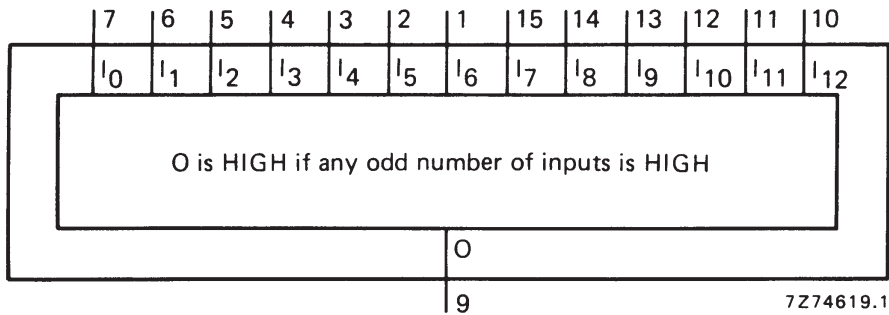 7 6 5 4 3 2 1 15 14 13 12 11 10
I0 I1 I2 I3 I4 I5 I6 I7 I8 I9 I10 I11 I12
O is HIGH if any odd number of inputs is HIGH
O
9
7Z74619.1